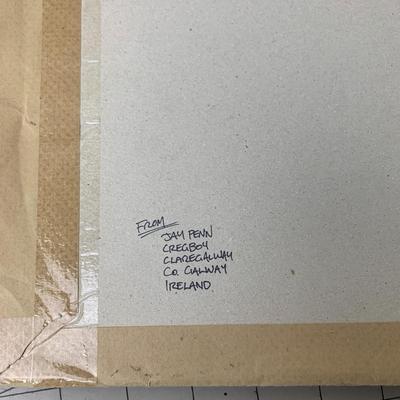 FROM
JAY PENN
CREGBOY
CLAREGALWAY
CO. GALWAY
IRELAND